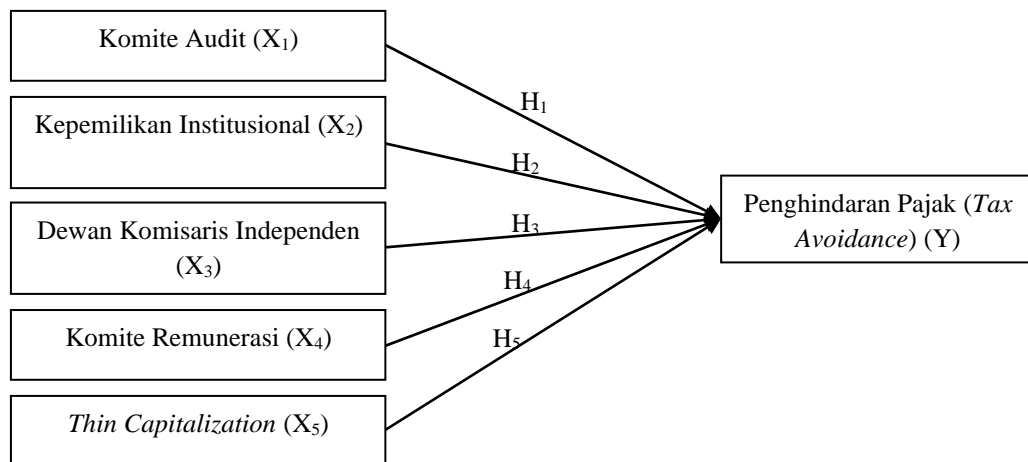 Komite Audit (X₁)
H₁
Kepemilikan Institusional (X₂)
H₂
Penghindaran Pajak (Tax
Avoidance) (Y)
Dewan Komisaris Independen
(X₃)
H₃
H₄
Komite Remunerasi (X₄)
H₅
Thin Capitalization (X₅)